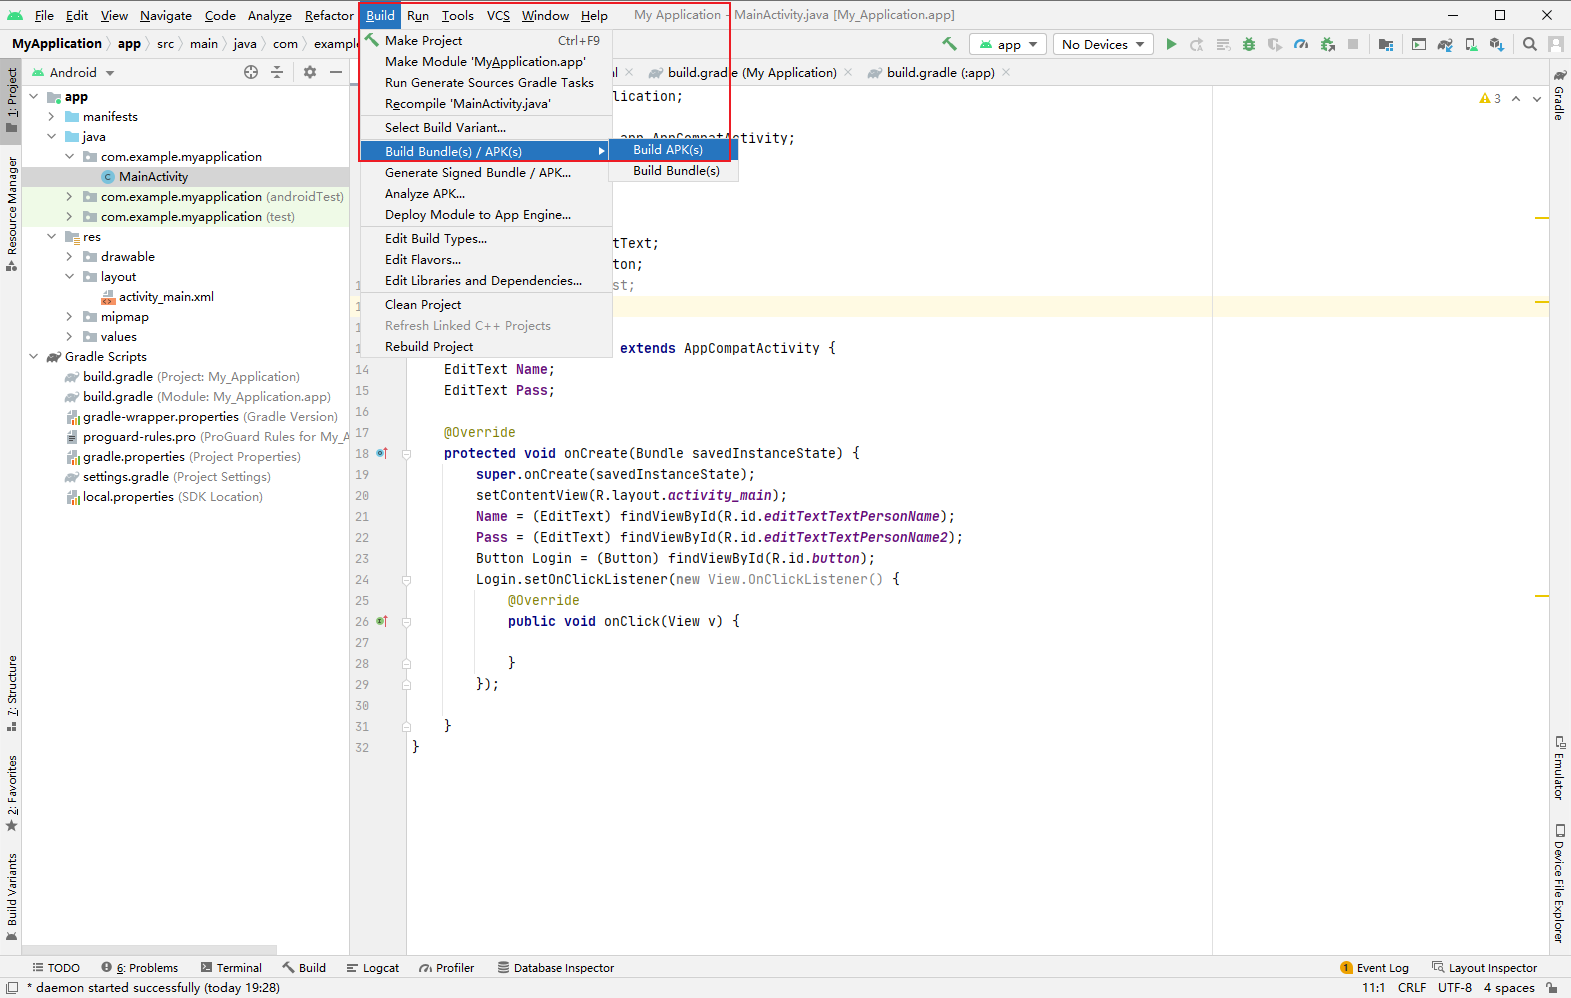 File Edit View Navigate Code Analyze Refactor Build Run Tools VCS Window Help My Application - MainActivity.java [My_Application.app]
MyApplication app src main java com example
app No Devices
Make Project Ctrl+F9
Make Module 'MyApplication.app'
Run Generate Sources Gradle Tasks
Recompile 'MainActivity.java'
Select Build Variant...
Build Bundle(s) / APK(s)
Generate Signed Bundle / APK...
Analyze APK...
Deploy Module to App Engine...
Edit Build Types...
Edit Flavors...
Edit Libraries and Dependencies...
Clean Project
Refresh Linked C++ Projects
Rebuild Project
Build APK(s)
Build Bundle(s)
Android
build.gradle (My Application)
build.gradle (:app)
1: Project
Resource Manager
7: Structure
2: Favorites
Build Variants
app
manifests
java
com.example.myapplication
MainActivity
com.example.myapplication (androidTest)
com.example.myapplication (test)
res
drawable
layout
activity_main.xml
mipmap
values
Gradle Scripts
build.gradle (Project: My_Application)
build.gradle (Module: My_Application.app)
gradle-wrapper.properties (Gradle Version)
proguard-rules.pro (ProGuard Rules for My_A
gradle.properties (Project Properties)
settings.gradle (Project Settings)
local.properties (SDK Location)
lication;
3
AppCompatActivity;
tText;
ton;
st;
extends AppCompatActivity {
14 EditText Name;
15 EditText Pass;
16
17 @Override
18 protected void onCreate(Bundle savedInstanceState) {
19 super.onCreate(savedInstanceState);
20 setContentView(R.layout.activity_main);
21 Name = (EditText) findViewById(R.id.editTextTextPersonName);
22 Pass = (EditText) findViewById(R.id.editTextTextPersonName2);
23 Button Login = (Button) findViewById(R.id.button);
24 Login.setOnClickListener(new View.OnClickListener() {
25 @Override
26 public void onClick(View v) {
27
28 }
29 });
30
31 }
32 }
Gradle
Emulator
Device File Explorer
TODO 6: Problems Terminal Build Logcat Profiler Database Inspector 1 Event Log Layout Inspector
* daemon started successfully (today 19:28) 11:1 CRLF UTF-8 4 spaces